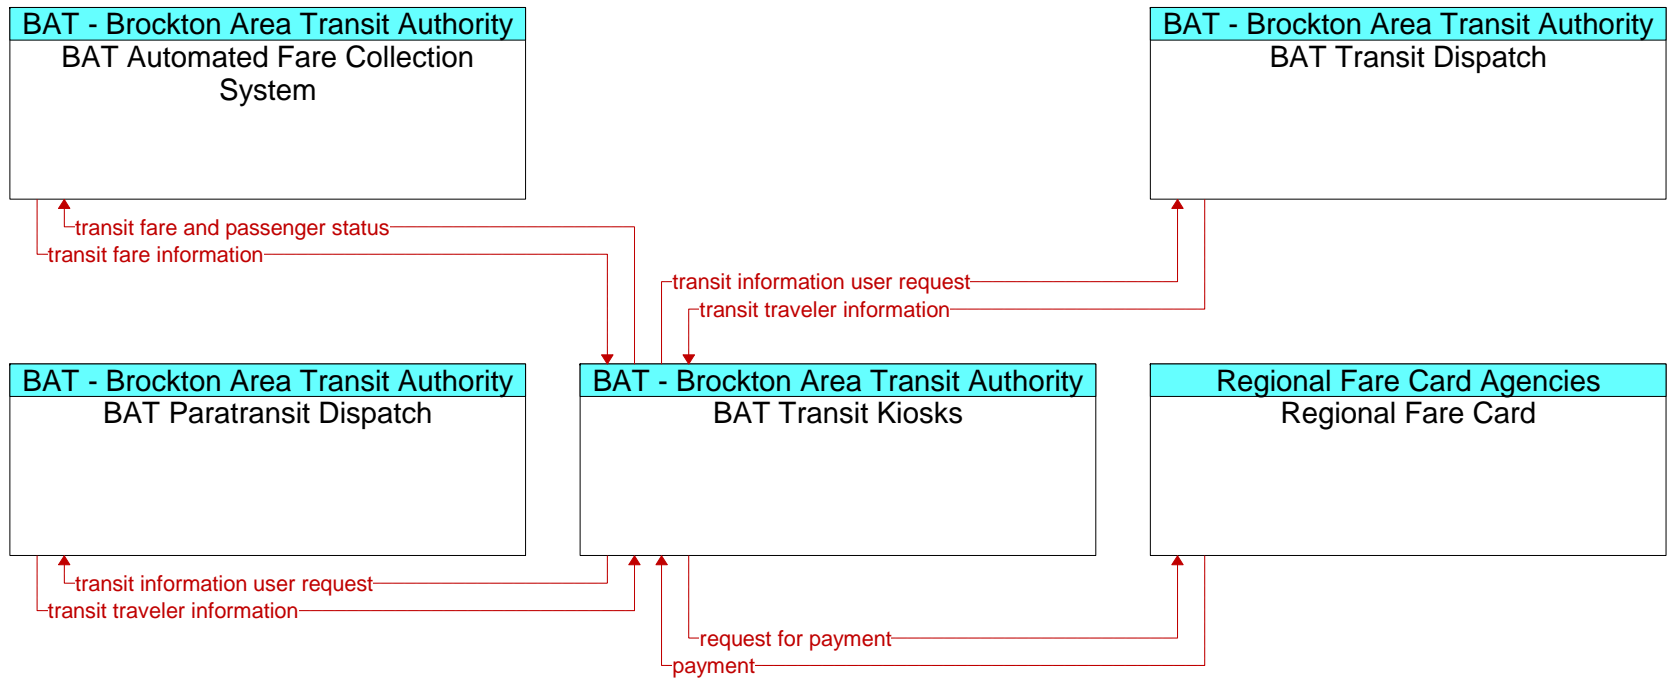 BAT - Brockton Area Transit Authority
BAT Automated Fare Collection
System
BAT - Brockton Area Transit Authority
BAT Transit Dispatch
transit fare and passenger status
transit fare information
transit information user request
transit traveler information
BAT - Brockton Area Transit Authority
BAT Paratransit Dispatch
BAT - Brockton Area Transit Authority
BAT Transit Kiosks
Regional Fare Card Agencies
Regional Fare Card
transit information user request
transit traveler information
request for payment
payment